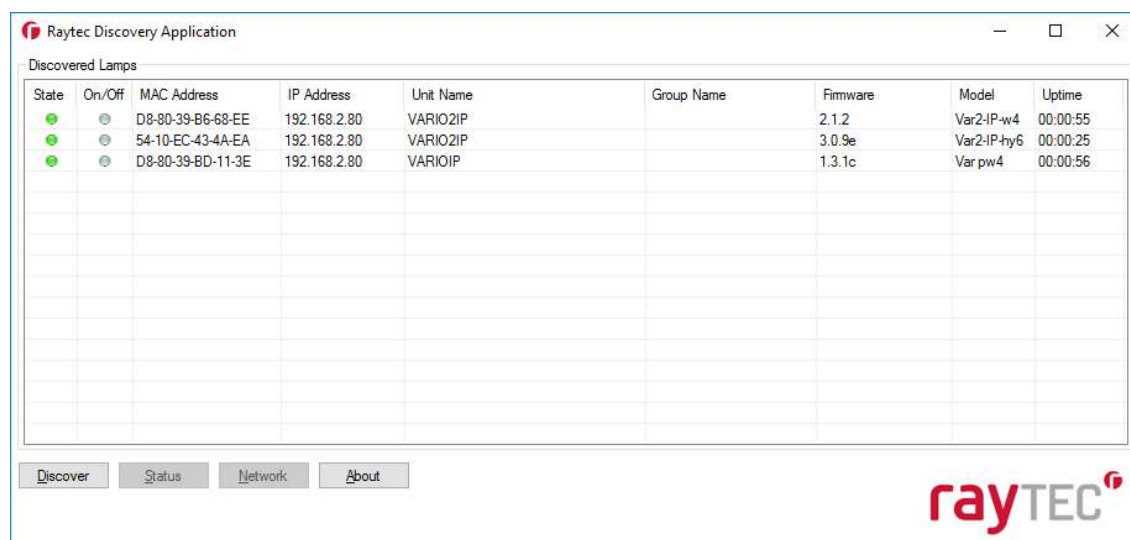 Raytec Discovery Application
Discovered Lamps
State On/Off MAC Address IP Address Unit Name Group Name Firmware Model Uptime
D8-80-39-B6-68-EE 192.168.2.80 VARIO2IP 2.1.2 Var2-IP-w4 00:00:55
54-10-EC-43-4A-EA 192.168.2.80 VARIO2IP 3.0.9e Var2-IP-hy6 00:00:25
D8-80-39-BD-11-3E 192.168.2.80 VARIOIP 1.3.1c Var pw4 00:00:56
Discover Status Network About
rayTEC